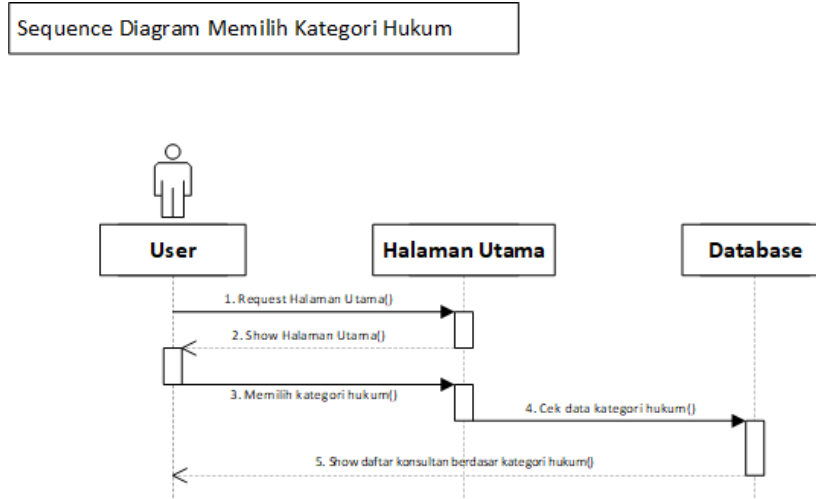 Sequence Diagram Memilih Kategori Hukum
User
Halaman Utama
Database
1. Request Halaman Utama()
2. Show Halaman Utama()
3. Memilih kategori hukum()
4. Cek data kategori hukum()
5. Show daftar konsultan berdasar kategori hukum()